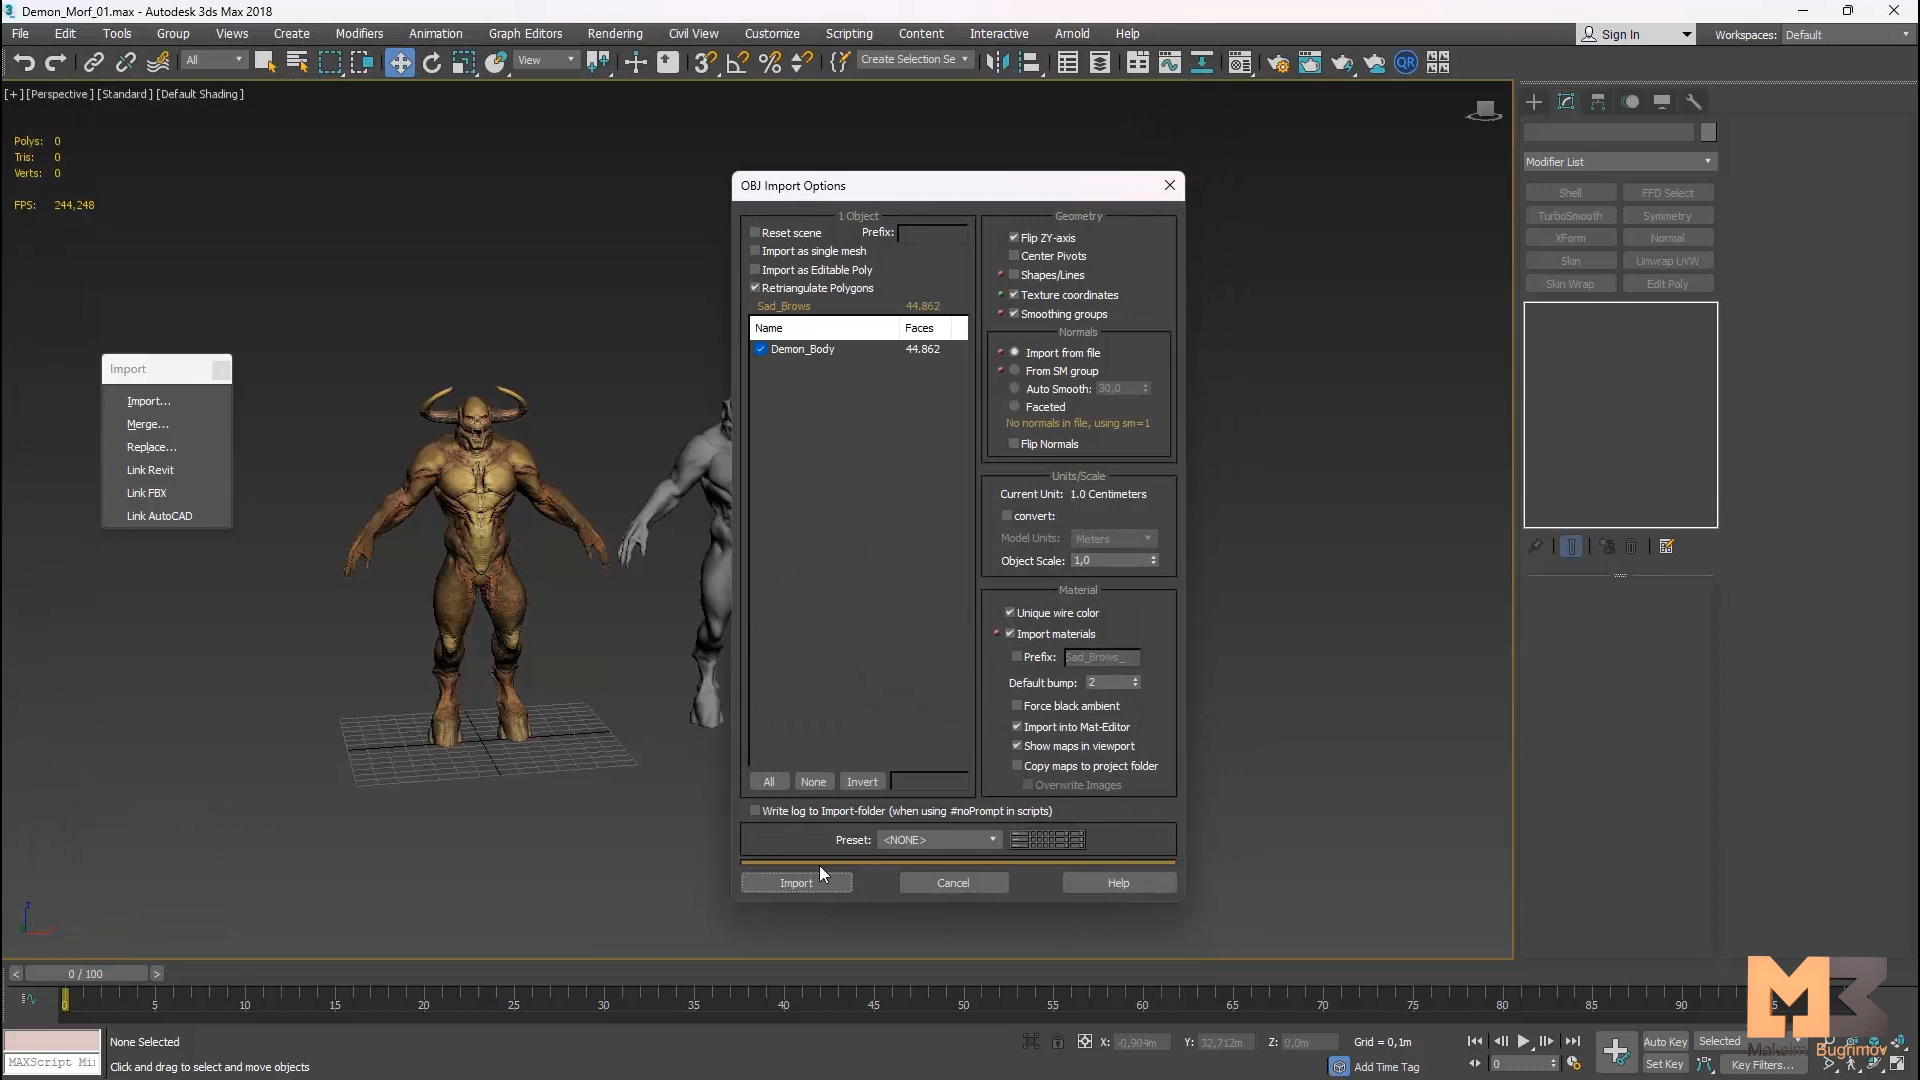 Demon_Morf_01.max - Autodesk 3ds Max 2018
File Edit Tools Group Views Create Modifiers Animation Graph Editors Rendering Civil View Customize Scripting Content Interactive Arnold Help
Sign In
Workspaces: Default
All
View
Create Selection Se
QR
[+] [Perspective] [Standard] [Default Shading]
Polys: 0
Tris: 0
Verts: 0
FPS: 244,248
Import
Import...
Merge...
Replace...
Link Revit
Link FBX
Link AutoCAD
OBJ Import Options
1 Object
Reset scene Prefix:
Import as single mesh
Import as Editable Poly
Retriangulate Polygons
Sad_Brows 44.862
Name Faces
Demon_Body 44.862
All None Invert
Geometry
Flip ZY-axis
Center Pivots
Shapes/Lines
Texture coordinates
Smoothing groups
Normals
Import from file
From SM group
Auto Smooth: 30,0
Faceted
No normals in file, using sm=1
Flip Normals
Units/Scale
Current Unit: 1.0 Centimeters
convert:
Model Units: Meters
Object Scale: 1,0
Material
Unique wire color
Import materials
Prefix: Sad_Brows_
Default bump: 2
Force black ambient
Import into Mat-Editor
Show maps in viewport
Copy maps to project folder
Overwrite Images
Write log to Import-folder (when using #noPrompt in scripts)
Preset: <NONE>
Import Cancel Help
Modifier List
Shell FFD Select
TurboSmooth Symmetry
XForm Normal
Skin Unwrap UVW
Skin Wrap Edit Poly
z
< 0 / 100 >
0 5 10 15 20 25 30 35 40 45 50 55 60 65 70 75 80 85 90
None Selected
MAXScript Mi
Click and drag to select and move objects
X: -0,904m Y: 32,712m Z: 0,0m Grid = 0,1m
Add Time Tag
0
Auto Key Selected
Set Key Key Filters...
Maksim Bugrimov